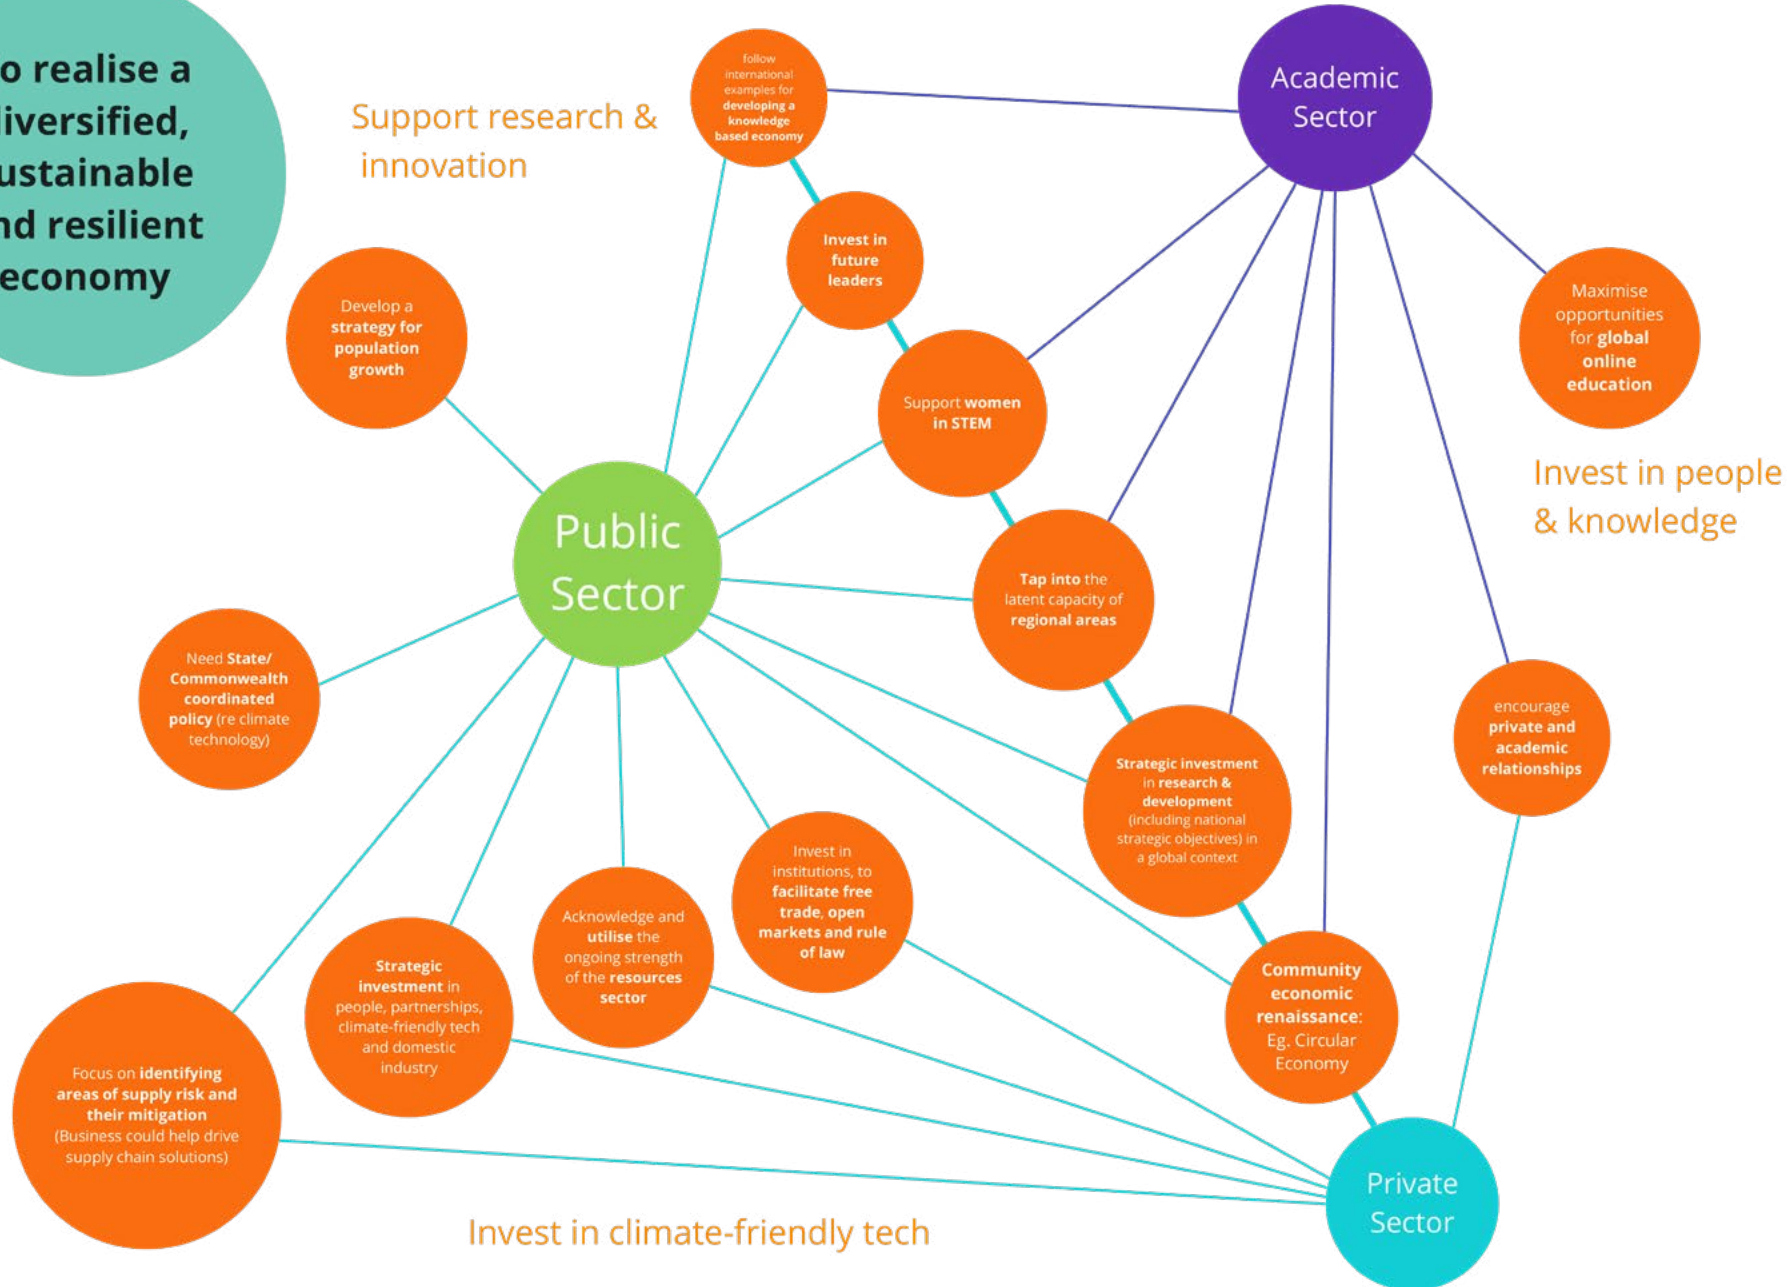 o realise a
liversified,
ustainable
nd resilient
economy
Support research &
innovation
follow
international
examples for
developing a
knowledge
based economy
Academic
Sector
Invest in
future
leaders
Develop a
strategy for
population
growth
Maximise
opportunities
for global
online
education
Support women
in STEM
Invest in people
& knowledge
Public
Sector
Tap into the
latent capacity of
regional areas
Need State/
Commonwealth
coordinated
policy (re climate
technology)
encourage
private and
academic
relationships
Strategic investment
in research &
development
(including national
strategic objectives) in
a global context
Invest in
institutions, to
facilitate free
trade, open
markets and rule
of law
Acknowledge and
utilise the
ongoing strength
of the resources
sector
Strategic
investment in
people, partnerships,
climate-friendly tech
and domestic
industry
Community
economic
renaissance:
Eg. Circular
Economy
Focus on identifying
areas of supply risk and
their mitigation
(Business could help drive
supply chain solutions)
Private
Sector
Invest in climate-friendly tech